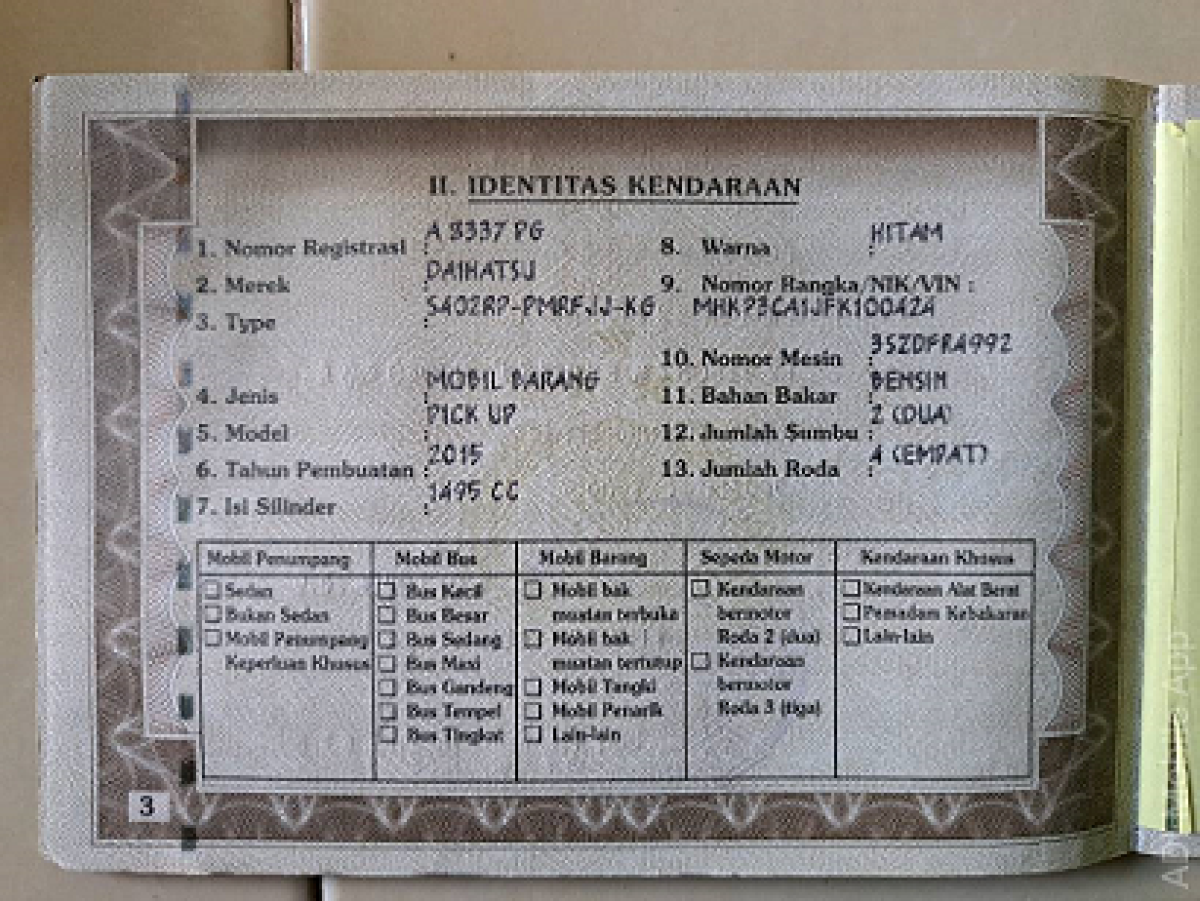 II. IDENTITAS KENDARAAN
1. Nomor Registrasi : A 8337 PG
2. Merek : DAIHATSU
3. Type : S402RP-PMRFJJ-KG
4. Jenis : MOBIL BARANG
5. Model : PICK UP
6. Tahun Pembuatan : 2015
7. Isi Silinder : 1495 CC
8. Warna : HITAM
9. Nomor Rangka/NIK/VIN :
MHKP3CA1JFK100424
10. Nomor Mesin : 3SZDFR4992
11. Bahan Bakar : BENSIN
12. Jumlah Sumbu : 2 (DUA)
13. Jumlah Roda : 4 (EMPAT)
Mobil Penumpang
Sedan
Bukan Sedan
Mobil Penumpang
Keperluan Khusus
Mobil Bus
Bus Kecil
Bus Besar
Bus Sedang
Bus Maxi
Bus Gandeng
Bus Tempel
Bus Tingkat
Mobil Barang
Mobil bak
muatan terbuka
Mobil bak
muatan tertutup
Mobil Tangki
Mobil Penarik
Lain-lain
Sepeda Motor
Kendaraan
bermotor
Roda 2 (dua)
Kendaraan
bermotor
Roda 3 (tiga)
Kendaraan Khusus
Kendaraan Alat Berat
Pemadam Kebakaran
Lain-lain
3